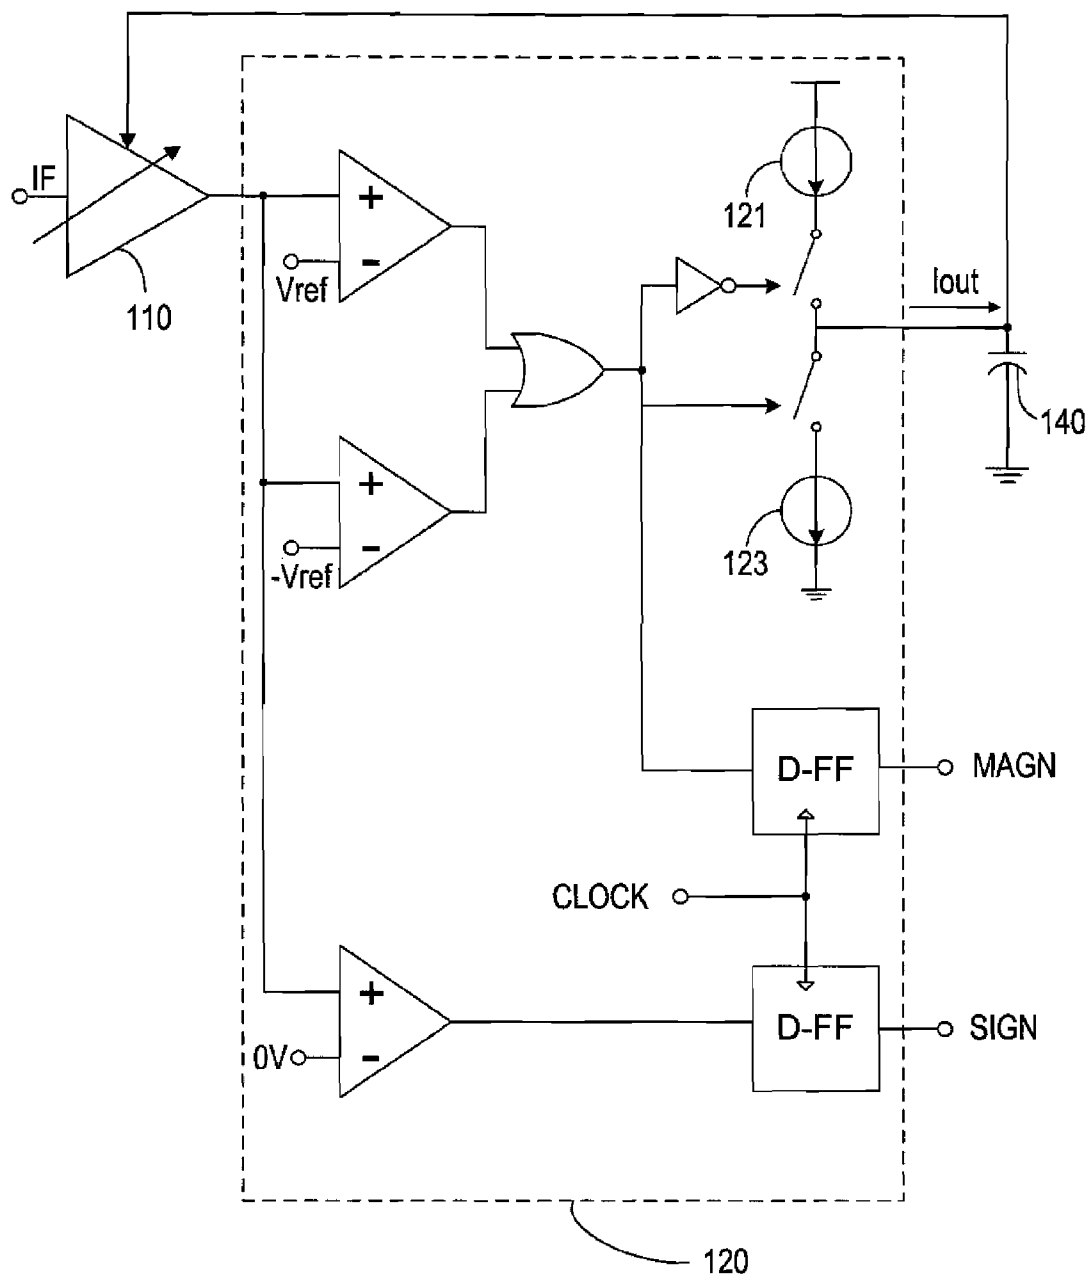 IF
110
+
-
Vref
+
-
-Vref
121
Iout
140
123
D-FF
MAGN
CLOCK
+
-
0V
D-FF
SIGN
120